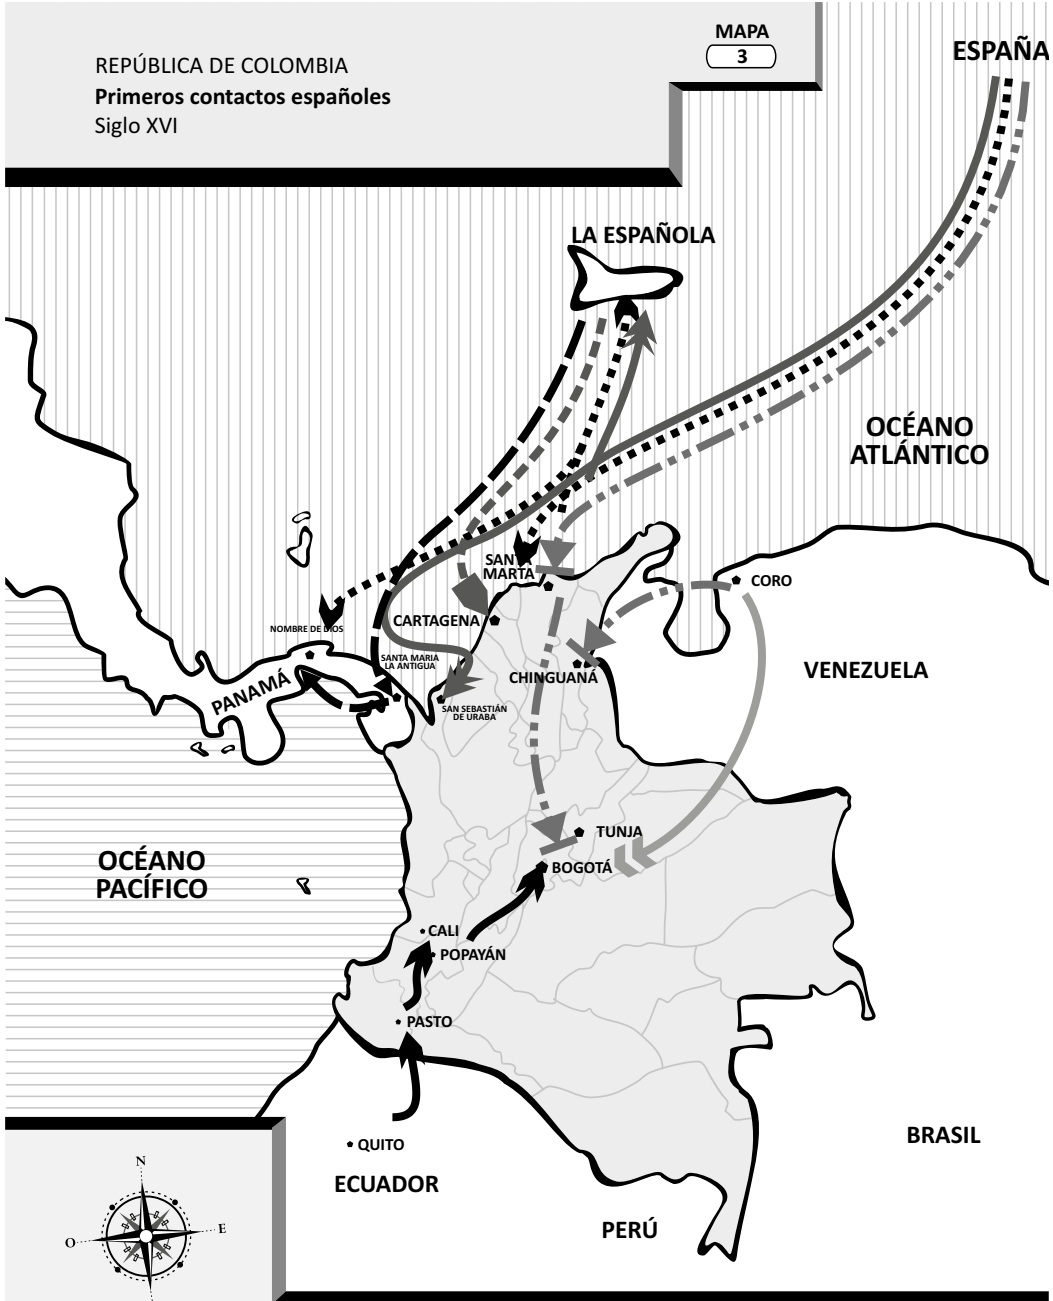 MAPA
3
REPÚBLICA DE COLOMBIA
Primeros contactos españoles
Siglo XVI
ESPAÑA
LA ESPAÑOLA
OCÉANO
ATLÁNTICO
SANTA
MARTA
CORO
NOMBRE DE DIOS
CARTAGENA
SANTA MARIA
LA ANTIGUA
CHINGUANÁ
VENEZUELA
PANAMÁ
SAN SEBASTIÁN
DE URABA
TUNJA
OCÉANO
PACÍFICO
BOGOTÁ
CALI
POPAYÁN
PASTO
QUITO
BRASIL
ECUADOR
PERÚ
N
O
E